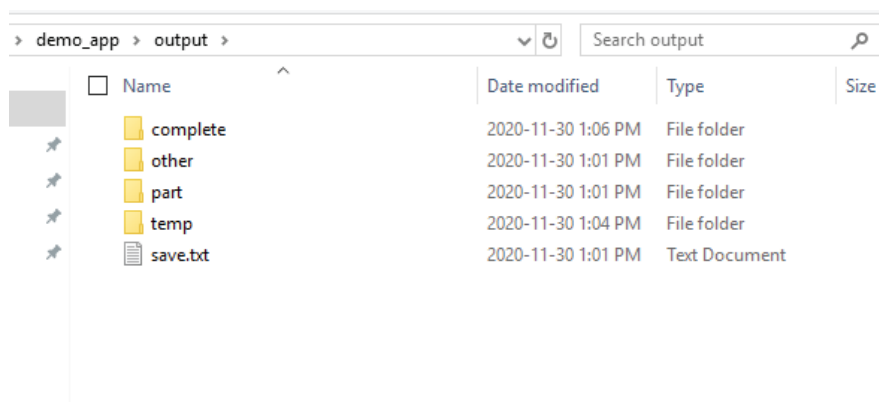 > demo_app > output > Search output
Name Date modified Type Size
complete 2020-11-30 1:06 PM File folder
other 2020-11-30 1:01 PM File folder
part 2020-11-30 1:01 PM File folder
temp 2020-11-30 1:04 PM File folder
save.txt 2020-11-30 1:01 PM Text Document